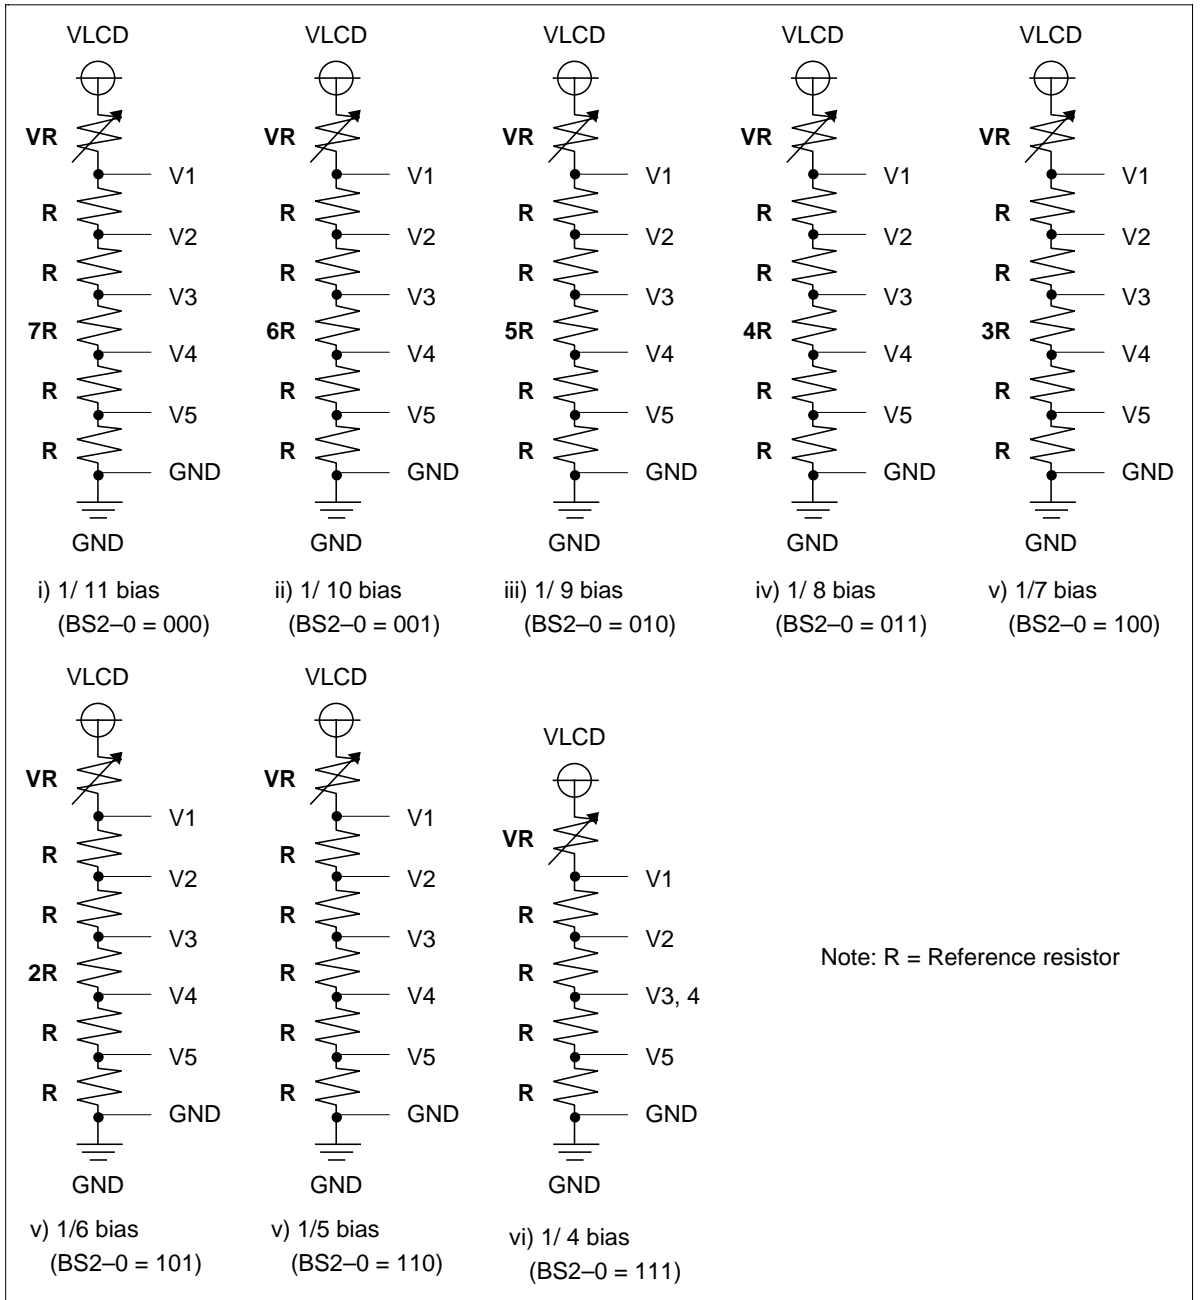 VLCD
VR
V1
R
V2
R
V3
7R
V4
R
V5
R
GND
GND
i) 1/ 11 bias
(BS2–0 = 000)
VLCD
VR
V1
R
V2
R
V3
6R
V4
R
V5
R
GND
GND
ii) 1/ 10 bias
(BS2–0 = 001)
VLCD
VR
V1
R
V2
R
V3
5R
V4
R
V5
R
GND
GND
iii) 1/ 9 bias
(BS2–0 = 010)
VLCD
VR
V1
R
V2
R
V3
4R
V4
R
V5
R
GND
GND
iv) 1/ 8 bias
(BS2–0 = 011)
VLCD
VR
V1
R
V2
R
V3
3R
V4
R
V5
R
GND
GND
v) 1/7 bias
(BS2–0 = 100)
VLCD
VR
V1
R
V2
R
V3
2R
V4
R
V5
R
GND
GND
v) 1/6 bias
(BS2–0 = 101)
VLCD
VR
V1
R
V2
R
V3
R
V4
R
V5
R
GND
GND
v) 1/5 bias
(BS2–0 = 110)
VLCD
VR
V1
R
V2
R
V3, 4
R
V5
R
GND
GND
vi) 1/ 4 bias
(BS2–0 = 111)
Note: R = Reference resistor